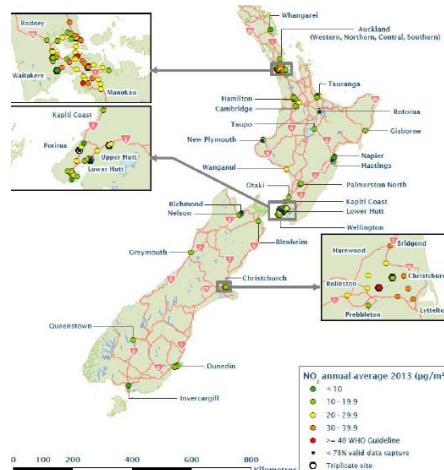 Rodney
Waitakere
Manukau
Kapiti Coast
Porirua
Upper Hutt
Lower Hutt
Whangarei
Auckland
(Western, Northern, Central, Southern)
Hamilton
Cambridge
Taupo
New Plymouth
Tauranga
Rotorua
Gisborne
Napier
Hastings
Wanganui
Otaki
Palmerston North
Kapiti Coast
Lower Hutt
Wellington
Richmond
Nelson
Blenheim
Greymouth
Christchurch
Queenstown
Dunedin
Invercargill
Harewood
Bridgend
Christchurc
Rolleston
Prebbleton
Lyttelto
NO2 annual average 2013 (µg/m³
< 10
10 - 19.9
20 - 29.9
30 - 39.9
>= 40 WHO Guideline
< 75% valid data capture
Triplicate site
0 200 400 600 800
Kilometres